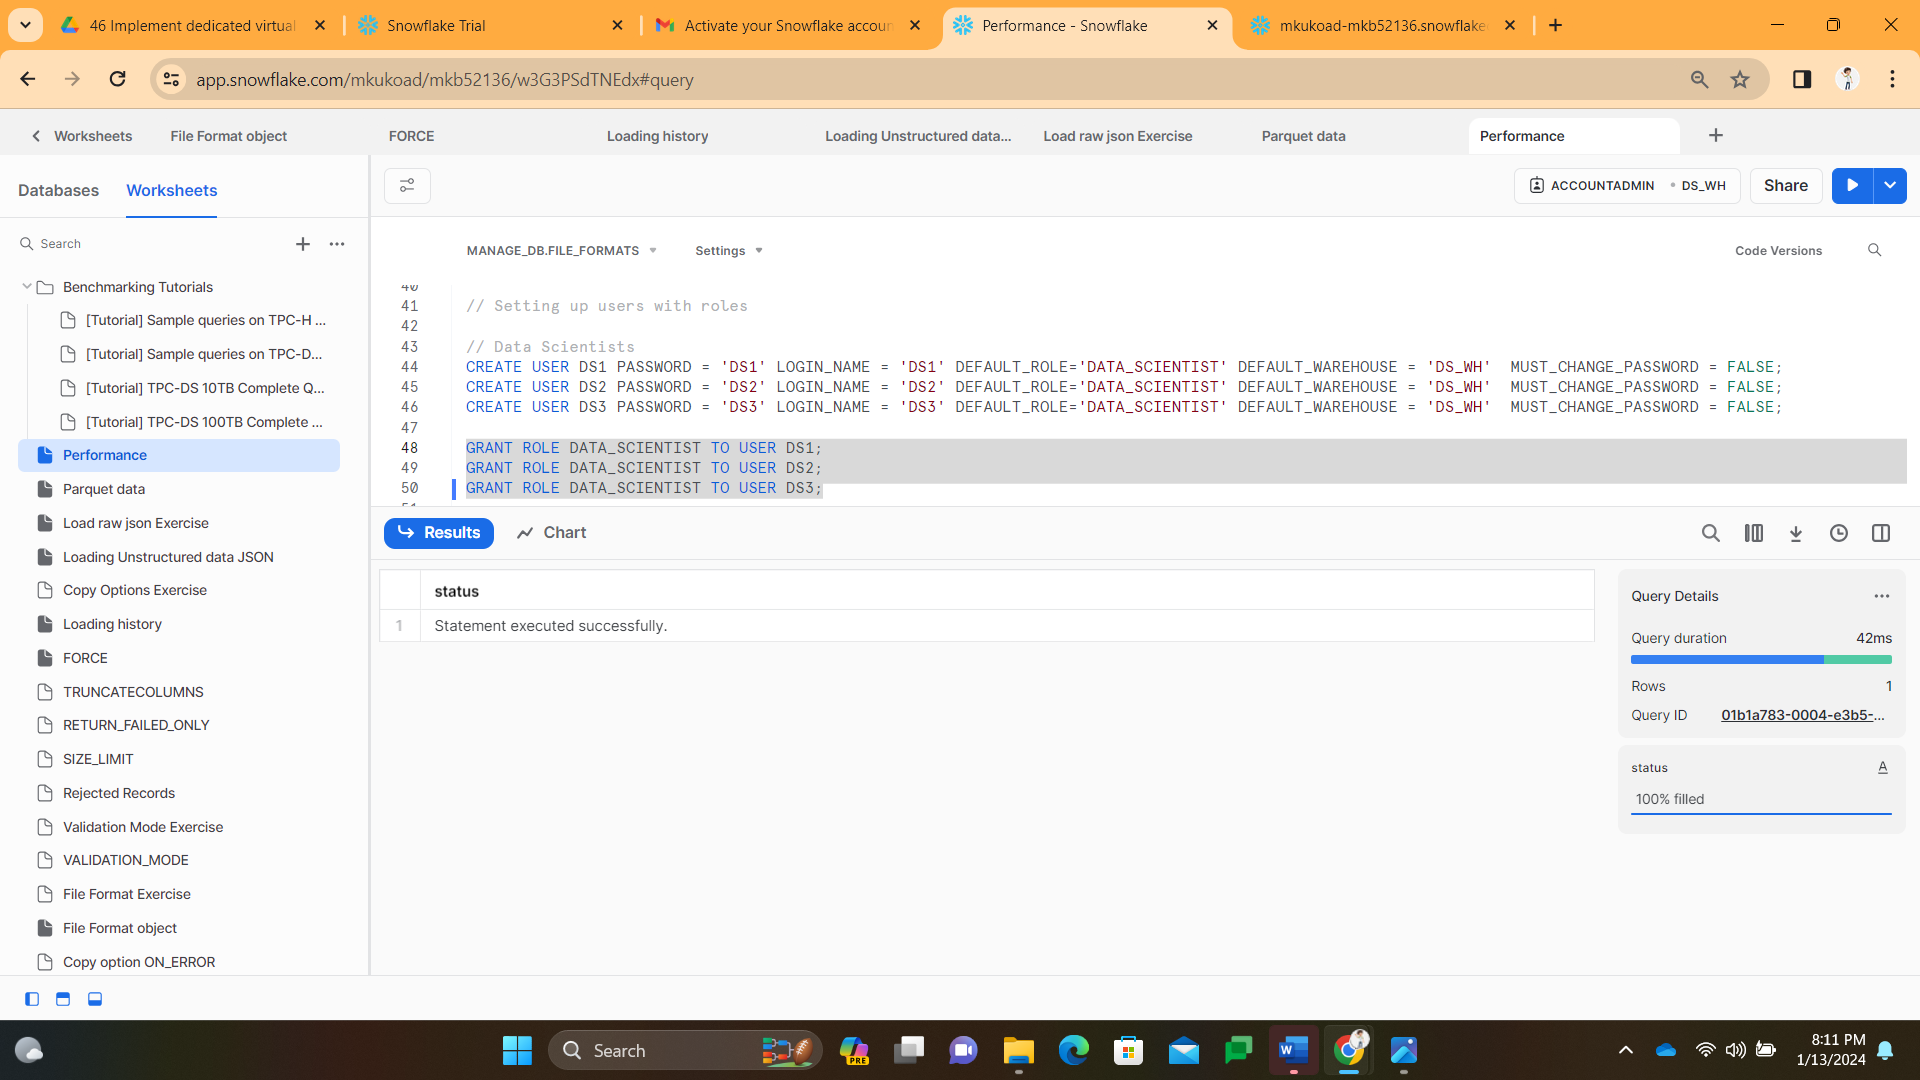 46 Implement dedicated virtual
Snowflake Trial
Activate your Snowflake accoun
Performance - Snowflake
mkukoad-mkb52136.snowflake
app.snowflake.com/mkukoad/mkb52136/w3G3PSdTNEdx#query
Worksheets
File Format object
FORCE
Loading history
Loading Unstructured data...
Load raw json Exercise
Parquet data
Performance
Databases
Worksheets
ACCOUNTADMIN
DS_WH
Share
Search
MANAGE_DB.FILE_FORMATS
Settings
Code Versions
Benchmarking Tutorials
[Tutorial] Sample queries on TPC-H ...
[Tutorial] Sample queries on TPC-D...
[Tutorial] TPC-DS 10TB Complete Q...
[Tutorial] TPC-DS 100TB Complete ...
Performance
Parquet data
Load raw json Exercise
Loading Unstructured data JSON
Copy Options Exercise
Loading history
FORCE
TRUNCATECOLUMNS
RETURN_FAILED_ONLY
SIZE_LIMIT
Rejected Records
Validation Mode Exercise
VALIDATION_MODE
File Format Exercise
File Format object
Copy option ON_ERROR
40
41 // Setting up users with roles
42
43 // Data Scientists
44 CREATE USER DS1 PASSWORD = 'DS1' LOGIN_NAME = 'DS1' DEFAULT_ROLE='DATA_SCIENTIST' DEFAULT_WAREHOUSE = 'DS_WH' MUST_CHANGE_PASSWORD = FALSE;
45 CREATE USER DS2 PASSWORD = 'DS2' LOGIN_NAME = 'DS2' DEFAULT_ROLE='DATA_SCIENTIST' DEFAULT_WAREHOUSE = 'DS_WH' MUST_CHANGE_PASSWORD = FALSE;
46 CREATE USER DS3 PASSWORD = 'DS3' LOGIN_NAME = 'DS3' DEFAULT_ROLE='DATA_SCIENTIST' DEFAULT_WAREHOUSE = 'DS_WH' MUST_CHANGE_PASSWORD = FALSE;
47
48 GRANT ROLE DATA_SCIENTIST TO USER DS1;
49 GRANT ROLE DATA_SCIENTIST TO USER DS2;
50 GRANT ROLE DATA_SCIENTIST TO USER DS3;
51
Results
Chart
status
1 Statement executed successfully.
Query Details
Query duration 42ms
Rows 1
Query ID 01b1a783-0004-e3b5-...
status A
100% filled
Search
PRE
8:11 PM
1/13/2024